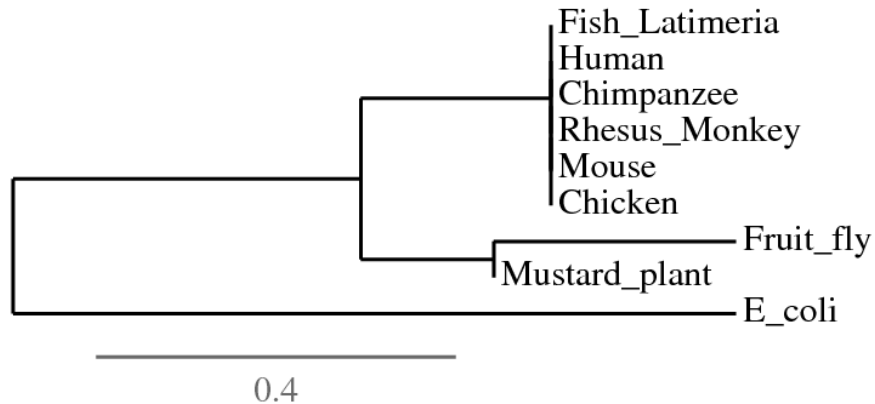 Fish_Latimeria
Human
Chimpanzee
Rhesus_Monkey
Mouse
Chicken
Fruit_fly
Mustard_plant
E_coli
0.4